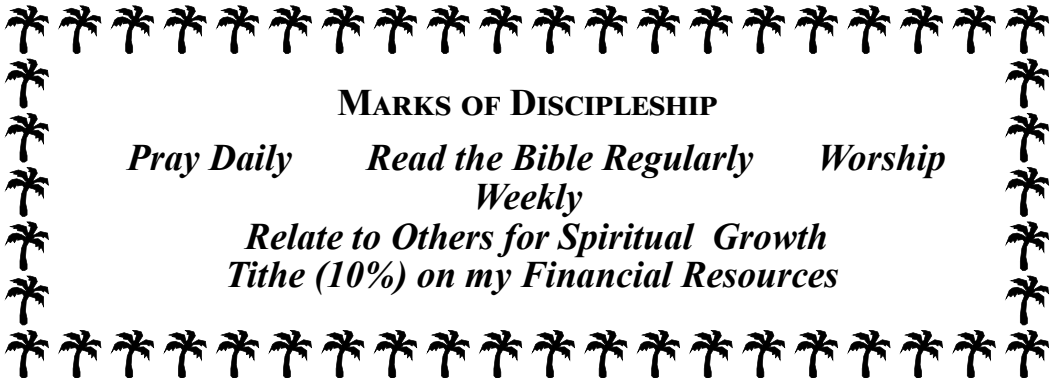 Marks of Discipleship
Pray Daily Read the Bible Regularly Worship
Weekly
Relate to Others for Spiritual Growth
Tithe (10%) on my Financial Resources